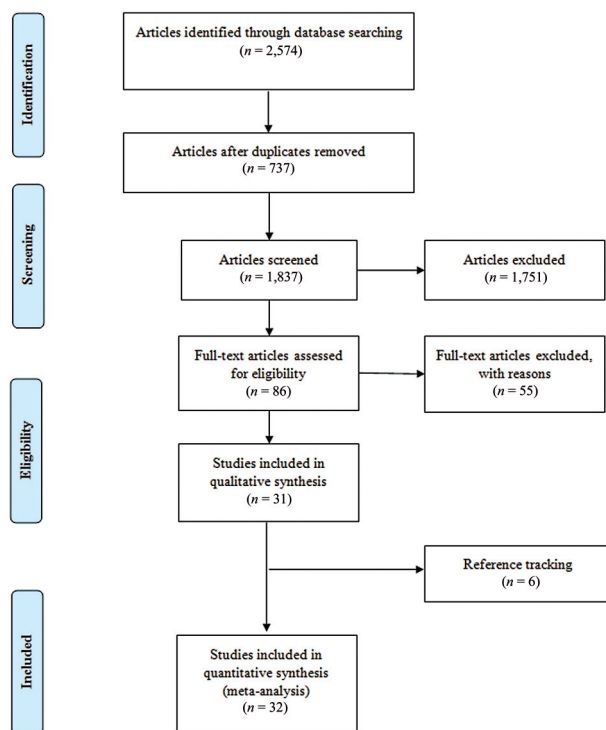 Identification
Articles identified through database searching
(n = 2,574)
Articles after duplicates removed
(n = 737)
Screening
Articles screened
(n = 1,837)
Articles excluded
(n = 1,751)
Full-text articles assessed
for eligibility
(n = 86)
Full-text articles excluded,
with reasons
(n = 55)
Eligibility
Studies included in
qualitative synthesis
(n = 31)
Reference tracking
(n = 6)
Included
Studies included in
quantitative synthesis
(meta-analysis)
(n = 32)